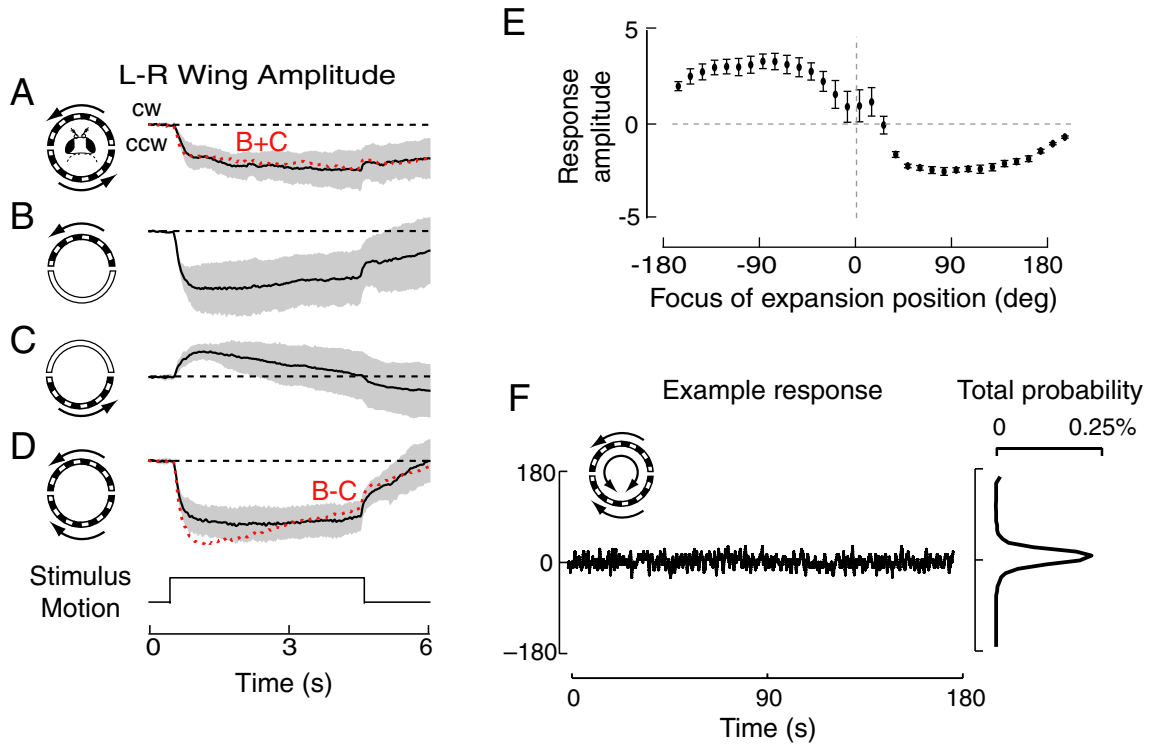 A
L-R Wing Amplitude
cw
ccw
B+C
B
C
D
B-C
Stimulus
Motion
0
3
6
Time (s)
E
5
0
-5
Response
amplitude
-180
-90
0
90
180
Focus of expansion position (deg)
F
Example response
Total probability
0
0.25%
180
0
−180
0
90
180
Time (s)